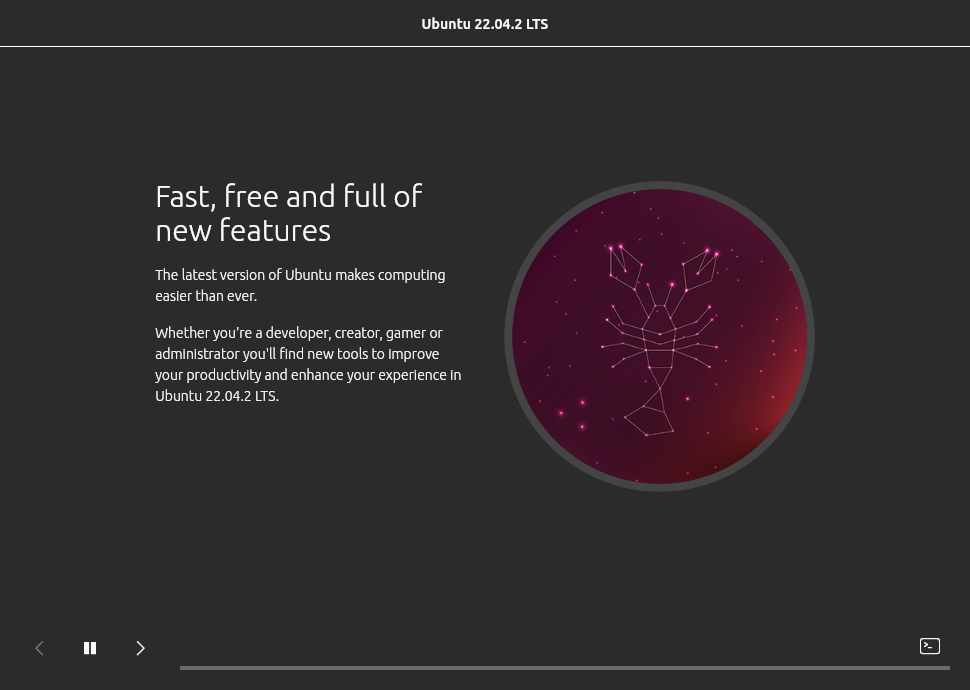 Ubuntu 22.04.2 LTS
Fast, free and full of
new features
The latest version of Ubuntu makes computing
easier than ever.
Whether you're a developer, creator, gamer or
administrator you'll find new tools to improve
your productivity and enhance your experience in
Ubuntu 22.04.2 LTS.